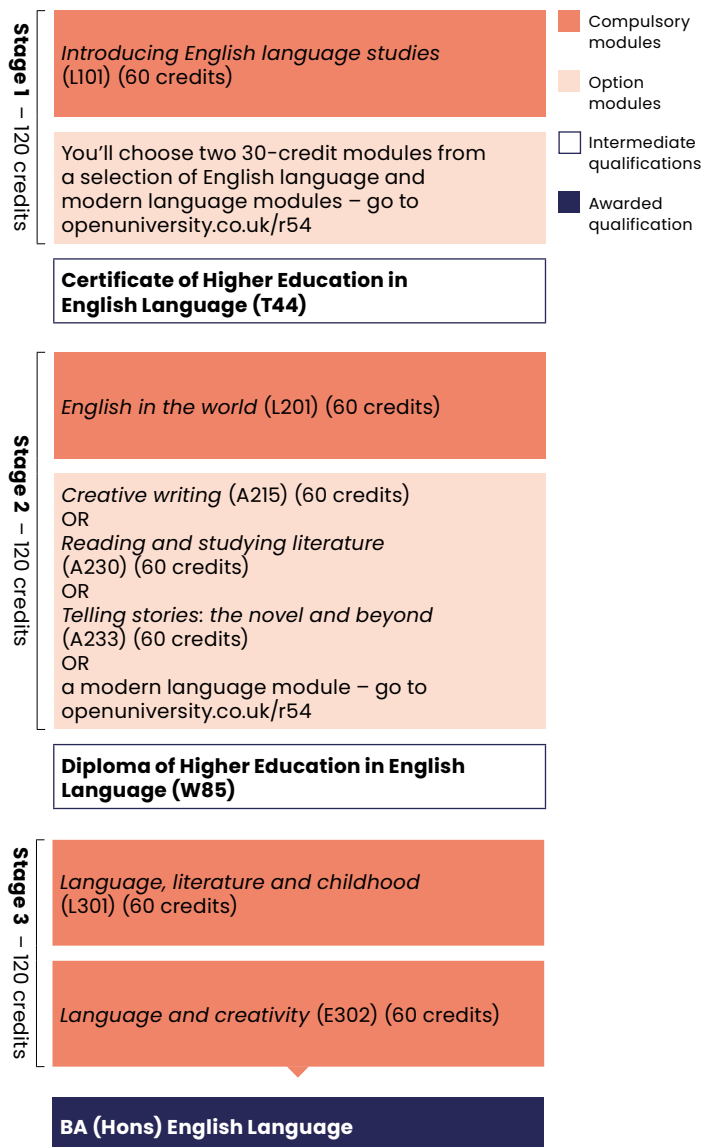 Stage 1 – 120 credits
Introducing English language studies
(L101) (60 credits)
You’ll choose two 30-credit modules from
a selection of English language and
modern language modules – go to
openuniversity.co.uk/r54
Compulsory
modules
Option
modules
Intermediate
qualifications
Awarded
qualification
Certificate of Higher Education in
English Language (T44)
Stage 2 – 120 credits
English in the world (L201) (60 credits)
Creative writing (A215) (60 credits)
OR
Reading and studying literature
(A230) (60 credits)
OR
Telling stories: the novel and beyond
(A233) (60 credits)
OR
a modern language module – go to
openuniversity.co.uk/r54
Diploma of Higher Education in English
Language (W85)
Stage 3 – 120 credits
Language, literature and childhood
(L301) (60 credits)
Language and creativity (E302) (60 credits)
BA (Hons) English Language